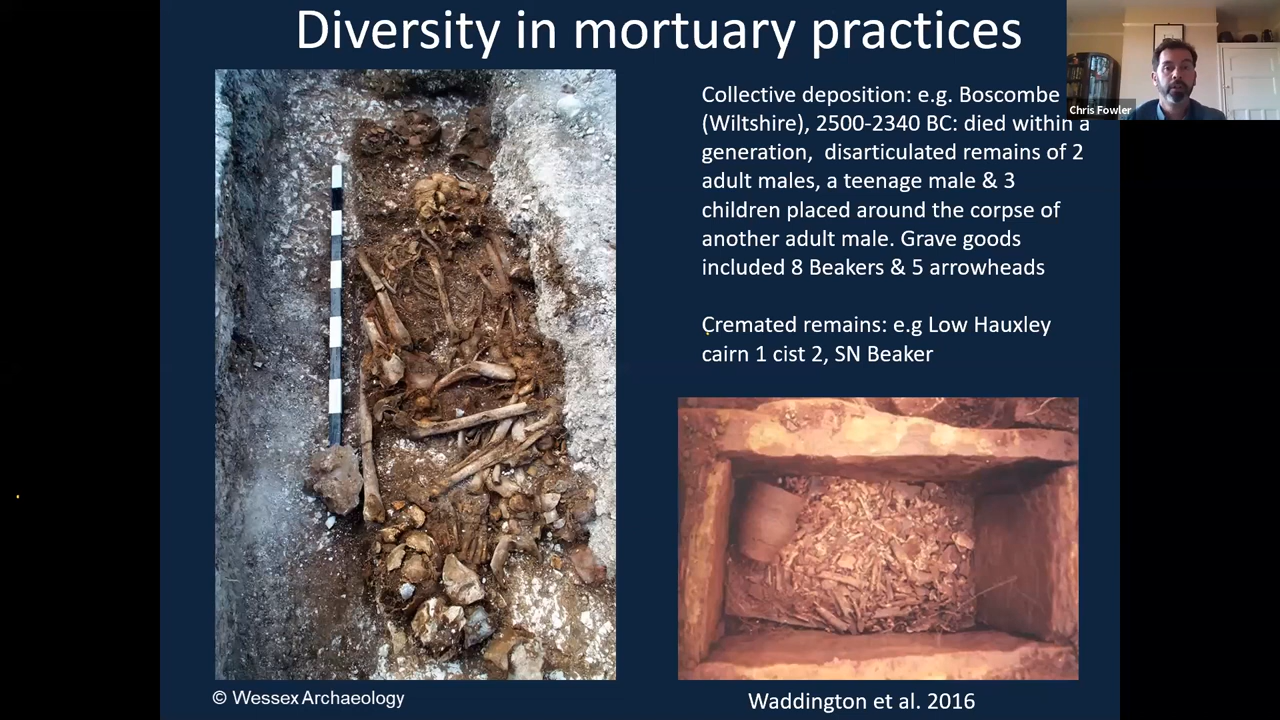 Diversity in mortuary practices
Chris Fowler
Collective deposition: e.g. Boscombe
(Wiltshire), 2500-2340 BC: died within a
generation,  disarticulated remains of 2
adult males, a teenage male & 3
children placed around the corpse of
another adult male. Grave goods
included 8 Beakers & 5 arrowheads
Cremated remains: e.g Low Hauxley
cairn 1 cist 2, SN Beaker
© Wessex Archaeology
Waddington et al. 2016